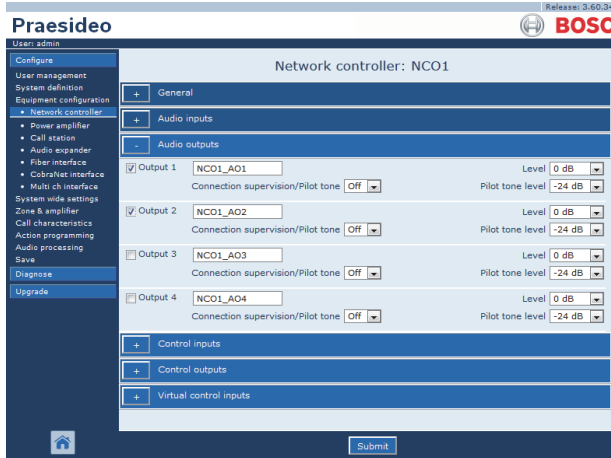 Release: 3.60.3
Praesideo
BOSC
User: admin
Configure
User management
System definition
Equipment configuration
• Network controller
• Power amplifier
• Call station
• Audio expander
• Fiber interface
• CobraNet interface
• Multi ch interface
System wide settings
Zone & amplifier
Call characteristics
Action programming
Audio processing
Save
Diagnose
Upgrade
Network controller: NCO1
+ General
+ Audio inputs
- Audio outputs
Output 1 NCO1_AO1 Level 0 dB
Connection supervision/Pilot tone Off Pilot tone level -24 dB
Output 2 NCO1_AO2 Level 0 dB
Connection supervision/Pilot tone Off Pilot tone level -24 dB
Output 3 NCO1_AO3 Level 0 dB
Connection supervision/Pilot tone Off Pilot tone level -24 dB
Output 4 NCO1_AO4 Level 0 dB
Connection supervision/Pilot tone Off Pilot tone level -24 dB
+ Control inputs
+ Control outputs
+ Virtual control inputs
Submit